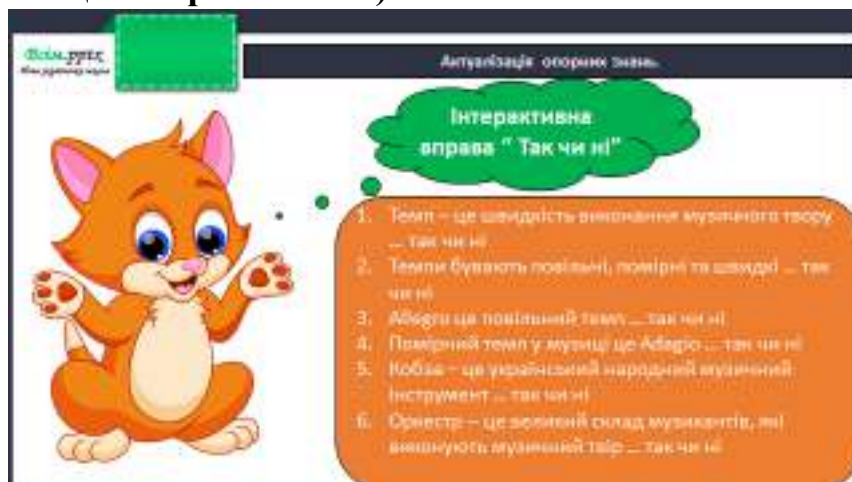 Всім.pptx
Актуалізація опорних знань.
Інтерактивна
вправа “ Так чи ні”
1. Темп – це швидкість виконання музичного твору
... так чи ні
2. Темпи бувають повільні, помірні та швидкі ... так
чи ні
3. Allegro це повільний темп ... так чи ні
4. Помірний темп у музиці це Adagio ... так чи ні
5. Кобза – це український народний музичний
інструмент ... так чи ні
6. Оркестр – це великий склад музикантів, які
виконують музичний твір ... так чи ні